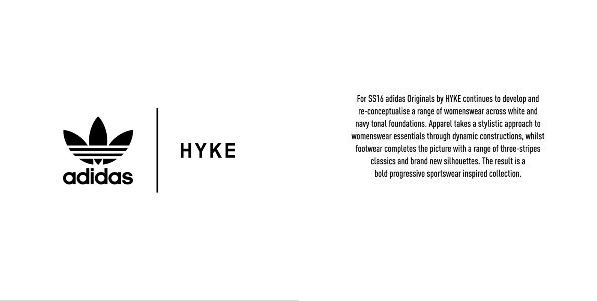 adidas
HYKE
For SS16 adidas Originals by HYKE continues to develop and
re-conceptualise a range of womenswear across white and
navy tonal foundations. Apparel takes a stylistic approach to
womenswear essentials through dynamic constructions, whilst
footwear completes the picture with a range of three-stripes
classics and brand new silhouettes. The result is a
bold progressive sportswear inspired collection.